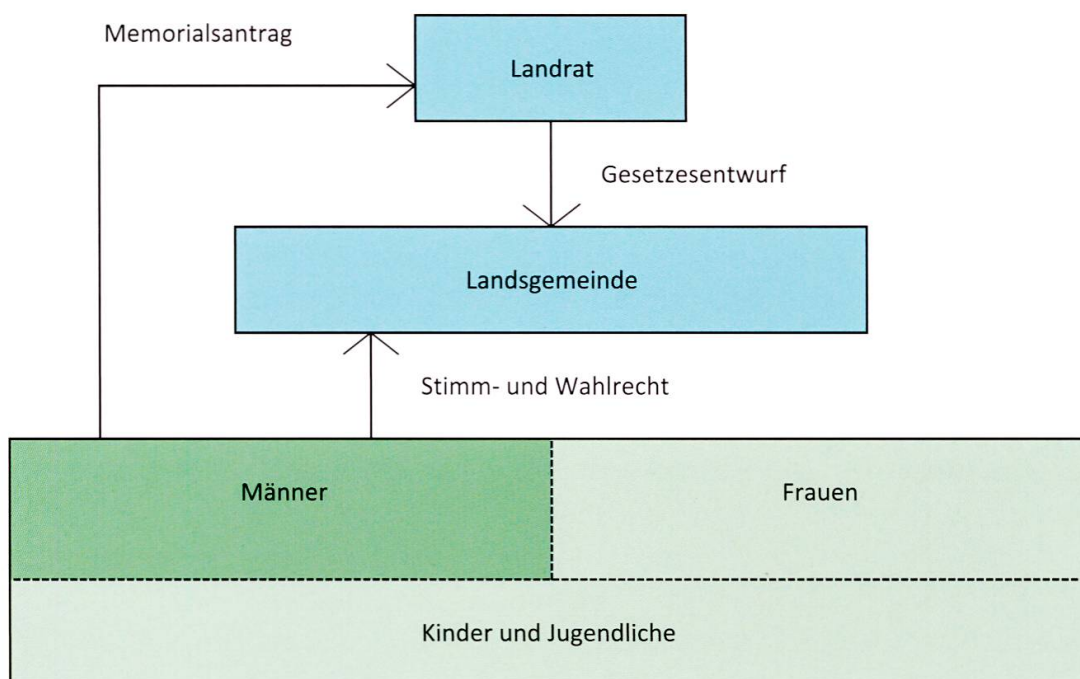 Memorialsantrag
Landrat
Gesetzesentwurf
Landsgemeinde
Stimm- und Wahlrecht
Männer
Frauen
Kinder und Jugendliche